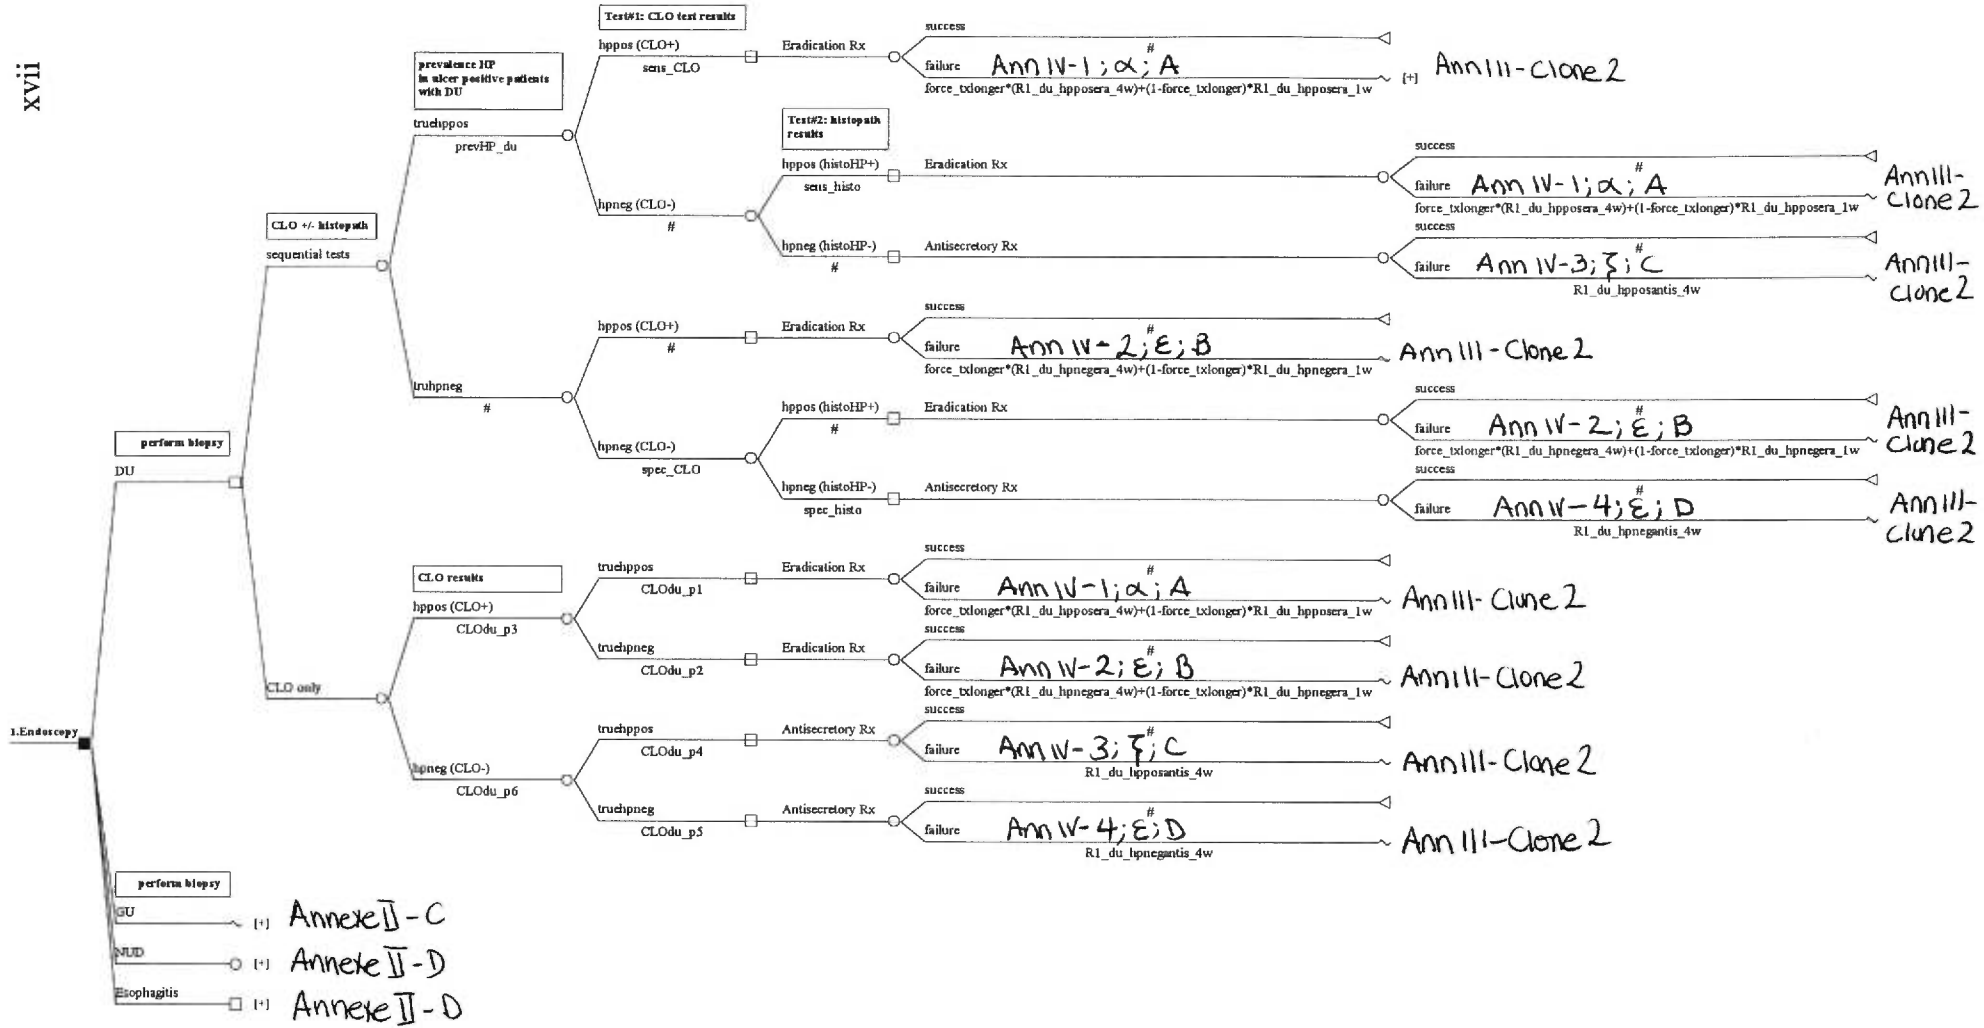 xvii
Test#1: CLO test results
success
hppos (CLO+)
Eradication Rx
#
sens_CLO
failure Ann IV-1; α; A
[+] Ann III-Clone 2
force_txlonger*(R1_du_hpposera_4w)+(1-force_txlonger)*R1_du_hpposera_1w
prevalence HP
in ulcer positive patients
with DU
truehppos
prevHP_du
Test#2: histopath
results
success
hppos (histoHP+)
Eradication Rx
#
sens_histo
failure Ann IV-1; α; A
Ann III-
Clone 2
force_txlonger*(R1_du_hpposera_4w)+(1-force_txlonger)*R1_du_hpposera_1w
hpneg (CLO-)
#
success
hpneg (histoHP-)
Antisecretory Rx
#
#
failure Ann IV-3; ζ; C
Ann III-
Clone 2
R1_du_hpposantis_4w
CLO +/- histopath
sequential tests
success
hppos (CLO+)
Eradication Rx
#
#
failure Ann IV-2; ε; B
Ann III-Clone 2
force_txlonger*(R1_du_hpnegera_4w)+(1-force_txlonger)*R1_du_hpnegera_1w
truhpneg
#
success
hppos (histoHP+)
Eradication Rx
#
#
failure Ann IV-2; ε; B
Ann III-
Clone 2
force_txlonger*(R1_du_hpnegera_4w)+(1-force_txlonger)*R1_du_hpnegera_1w
hpneg (CLO-)
spec_CLO
success
hpneg (histoHP-)
Antisecretory Rx
#
spec_histo
failure Ann IV-4; ε; D
Ann III-
Clone 2
R1_du_hpnegantis_4w
perform biopsy
DU
success
truehppos
Eradication Rx
#
CLOdu_p1
failure Ann IV-1; α; A
Ann III-Clone 2
force_txlonger*(R1_du_hpposera_4w)+(1-force_txlonger)*R1_du_hpposera_1w
CLO results
hppos (CLO+)
CLOdu_p3
success
truehpneg
Eradication Rx
#
CLOdu_p2
failure Ann IV-2; ε; B
Ann III-Clone 2
force_txlonger*(R1_du_hpnegera_4w)+(1-force_txlonger)*R1_du_hpnegera_1w
CLO only
success
truehppos
Antisecretory Rx
#
CLOdu_p4
failure Ann IV-3; ζ; C
Ann III-Clone 2
R1_du_hpposantis_4w
1.Endoscopy
hpneg (CLO-)
CLOdu_p6
success
truehpneg
Antisecretory Rx
#
CLOdu_p5
failure Ann IV-4; ε; D
Ann III-Clone 2
R1_du_hpnegantis_4w
perform biopsy
GU [+] Annexe II-C
NUD [+] Annexe II-D
Esophagitis [+] Annexe II-D